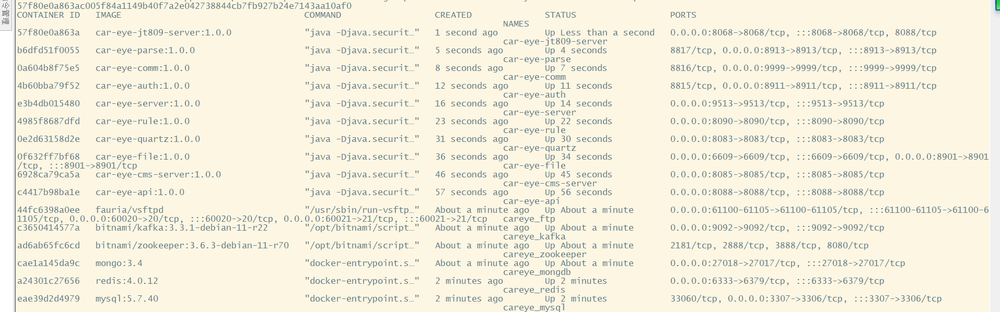 57f80e0a863ac005f84a1149b40f7a2e042738844cb7fb927b24e7143aa10af0
CONTAINER ID   IMAGE   COMMAND   CREATED   STATUS   PORTS
NAMES
57f80e0a863a   car-eye-jt809-server:1.0.0   "java -Djava.securit…"   1 second ago   Up Less than a second   0.0.0.0:8068->8068/tcp, :::8068->8068/tcp, 8088/tcp
car-eye-jt809-server
b6dfd51f0055   car-eye-parse:1.0.0   "java -Djava.securit…"   5 seconds ago   Up 4 seconds   8817/tcp, 0.0.0.0:8913->8913/tcp, :::8913->8913/tcp
car-eye-parse
0a604b8f75e5   car-eye-comm:1.0.0   "java -Djava.securit…"   8 seconds ago   Up 7 seconds   8816/tcp, 0.0.0.0:9999->9999/tcp, :::9999->9999/tcp
car-eye-comm
4b60bba79f52   car-eye-auth:1.0.0   "java -Djava.securit…"   12 seconds ago   Up 11 seconds   8815/tcp, 0.0.0.0:8911->8911/tcp, :::8911->8911/tcp
car-eye-auth
e3b4db015480   car-eye-server:1.0.0   "java -Djava.securit…"   16 seconds ago   Up 14 seconds   0.0.0.0:9513->9513/tcp, :::9513->9513/tcp
car-eye-server
4985f8687dfd   car-eye-rule:1.0.0   "java -Djava.securit…"   23 seconds ago   Up 22 seconds   0.0.0.0:8090->8090/tcp, :::8090->8090/tcp
car-eye-rule
0e2d63158d2e   car-eye-quartz:1.0.0   "java -Djava.securit…"   31 seconds ago   Up 30 seconds   0.0.0.0:8083->8083/tcp, :::8083->8083/tcp
car-eye-quartz
0f632ff7bf68   car-eye-file:1.0.0   "java -Djava.securit…"   36 seconds ago   Up 34 seconds   0.0.0.0:6609->6609/tcp, :::6609->6609/tcp, 0.0.0.0:8901->8901
/tcp, :::8901->8901/tcp   car-eye-file
6928ca79ca5a   car-eye-cms-server:1.0.0   "java -Djava.securit…"   46 seconds ago   Up 45 seconds   0.0.0.0:8085->8085/tcp, :::8085->8085/tcp
car-eye-cms-server
c4417b98ba1e   car-eye-api:1.0.0   "java -Djava.securit…"   57 seconds ago   Up 56 seconds   0.0.0.0:8088->8088/tcp, :::8088->8088/tcp
car-eye-api
44fc6398a0ee   fauria/vsftpd   "/usr/sbin/run-vsftp…"   About a minute ago   Up About a minute   0.0.0.0:61100-61105->61100-61105/tcp, :::61100-61105->61100-6
1105/tcp, 0.0.0.0:60020->20/tcp, :::60020->20/tcp, 0.0.0.0:60021->21/tcp, :::60021->21/tcp   careye_ftp
c3650414577a   bitnami/kafka:3.3.1-debian-11-r22   "/opt/bitnami/script…"   About a minute ago   Up About a minute   0.0.0.0:9092->9092/tcp, :::9092->9092/tcp
careye_kafka
ad6ab65fc6cd   bitnami/zookeeper:3.6.3-debian-11-r70   "/opt/bitnami/script…"   About a minute ago   Up About a minute   2181/tcp, 2888/tcp, 3888/tcp, 8080/tcp
careye_zookeeper
cae1a145da9c   mongo:3.4   "docker-entrypoint.s…"   About a minute ago   Up About a minute   0.0.0.0:27018->27017/tcp, :::27018->27017/tcp
careye_mongdb
a24301c27656   redis:4.0.12   "docker-entrypoint.s…"   2 minutes ago   Up 2 minutes   0.0.0.0:6333->6379/tcp, :::6333->6379/tcp
careye_redis
eae39d2d4979   mysql:5.7.40   "docker-entrypoint.s…"   2 minutes ago   Up 2 minutes   33060/tcp, 0.0.0.0:3307->3306/tcp, :::3307->3306/tcp
careye_mysql
管理